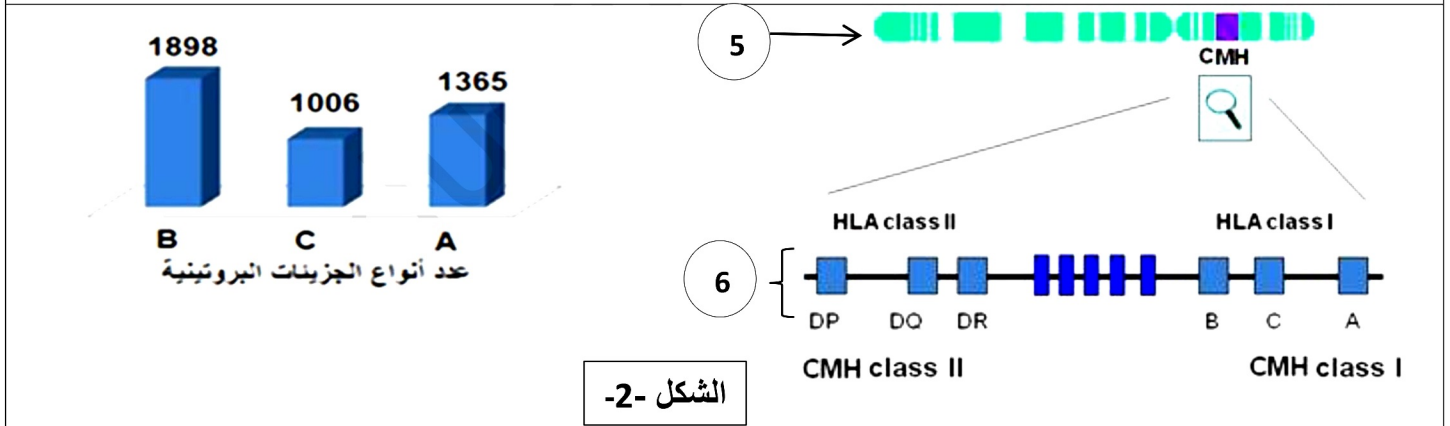 1898
1006
1365
B C A
عدد أنواع الجزيئات البروتينية
5
CMH
HLA class II HLA class I
6
DP DQ DR B C A
CMH class II CMH class I
الشكل -2-